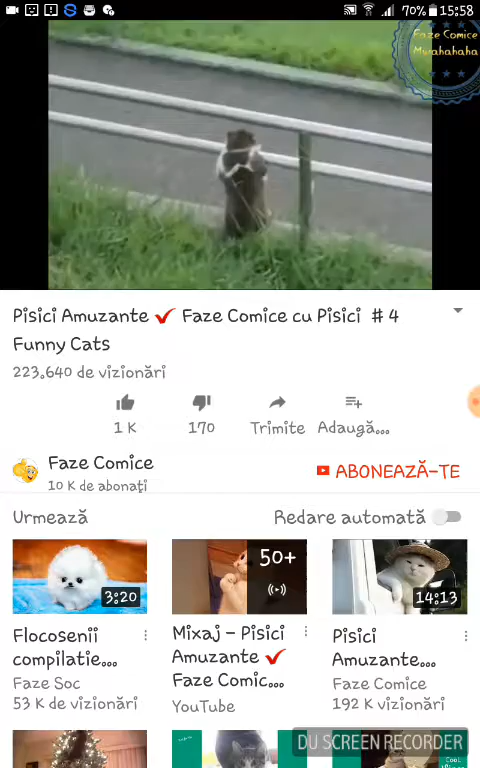 70% 15:58
Faze Comice
Mwahahaha
Pisici Amuzante ✔ Faze Comice cu Pisici # 4
Funny Cats
223.640 de vizionări
1 K 170 Trimite Adaugă...
Faze Comice
10 K de abonați
ABONEAZĂ-TE
Urmează Redare automată
3:20 50+ 14:13
Flocosenii
compilatie...
Faze Soc
53 K de vizionări
Mixaj – Pisici
Amuzante ✔
Faze Comic...
YouTube
Pisici
Amuzante...
Faze Comice
192 K vizionări
DU SCREEN RECORDER